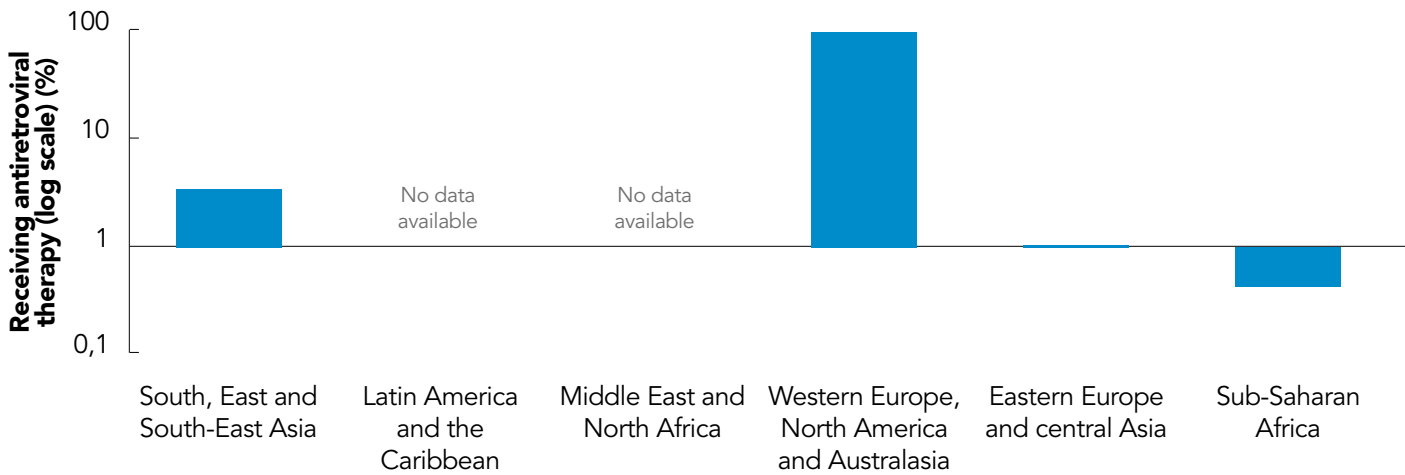 Receiving antiretroviral
therapy (log scale) (%)
100
10
1
0,1
No data
available
No data
available
South, East and
South-East Asia
Latin America
and the
Caribbean
Middle East and
North Africa
Western Europe,
North America
and Australasia
Eastern Europe
and central Asia
Sub-Saharan
Africa